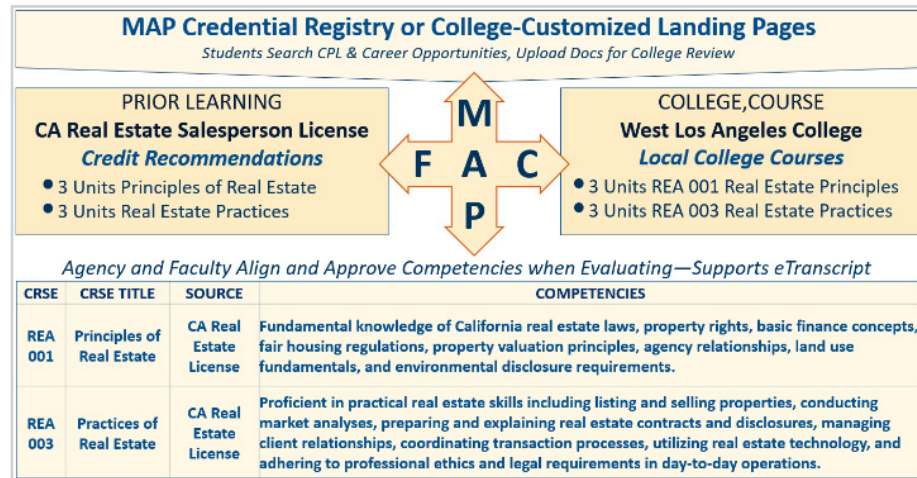 MAP Credential Registry or College-Customized Landing Pages
Students Search CPL & Career Opportunities, Upload Docs for College Review
PRIOR LEARNING
CA Real Estate Salesperson License
Credit Recommendations
• 3 Units Principles of Real Estate
• 3 Units Real Estate Practices
M
F A C
P
COLLEGE,COURSE
West Los Angeles College
Local College Courses
• 3 Units REA 001 Real Estate Principles
• 3 Units REA 003 Real Estate Practices
Agency and Faculty Align and Approve Competencies when Evaluating—Supports eTranscript
CRSE CRSE TITLE SOURCE COMPETENCIES
REA 001
Principles of
Real Estate
CA Real
Estate
License
Fundamental knowledge of California real estate laws, property rights, basic finance concepts,
fair housing regulations, property valuation principles, agency relationships, land use
fundamentals, and environmental disclosure requirements.
REA
003
Practices of
Real Estate
CA Real
Estate
License
Proficient in practical real estate skills including listing and selling properties, conducting
market analyses, preparing and explaining real estate contracts and disclosures, managing
client relationships, coordinating transaction processes, utilizing real estate technology, and
adhering to professional ethics and legal requirements in day-to-day operations.